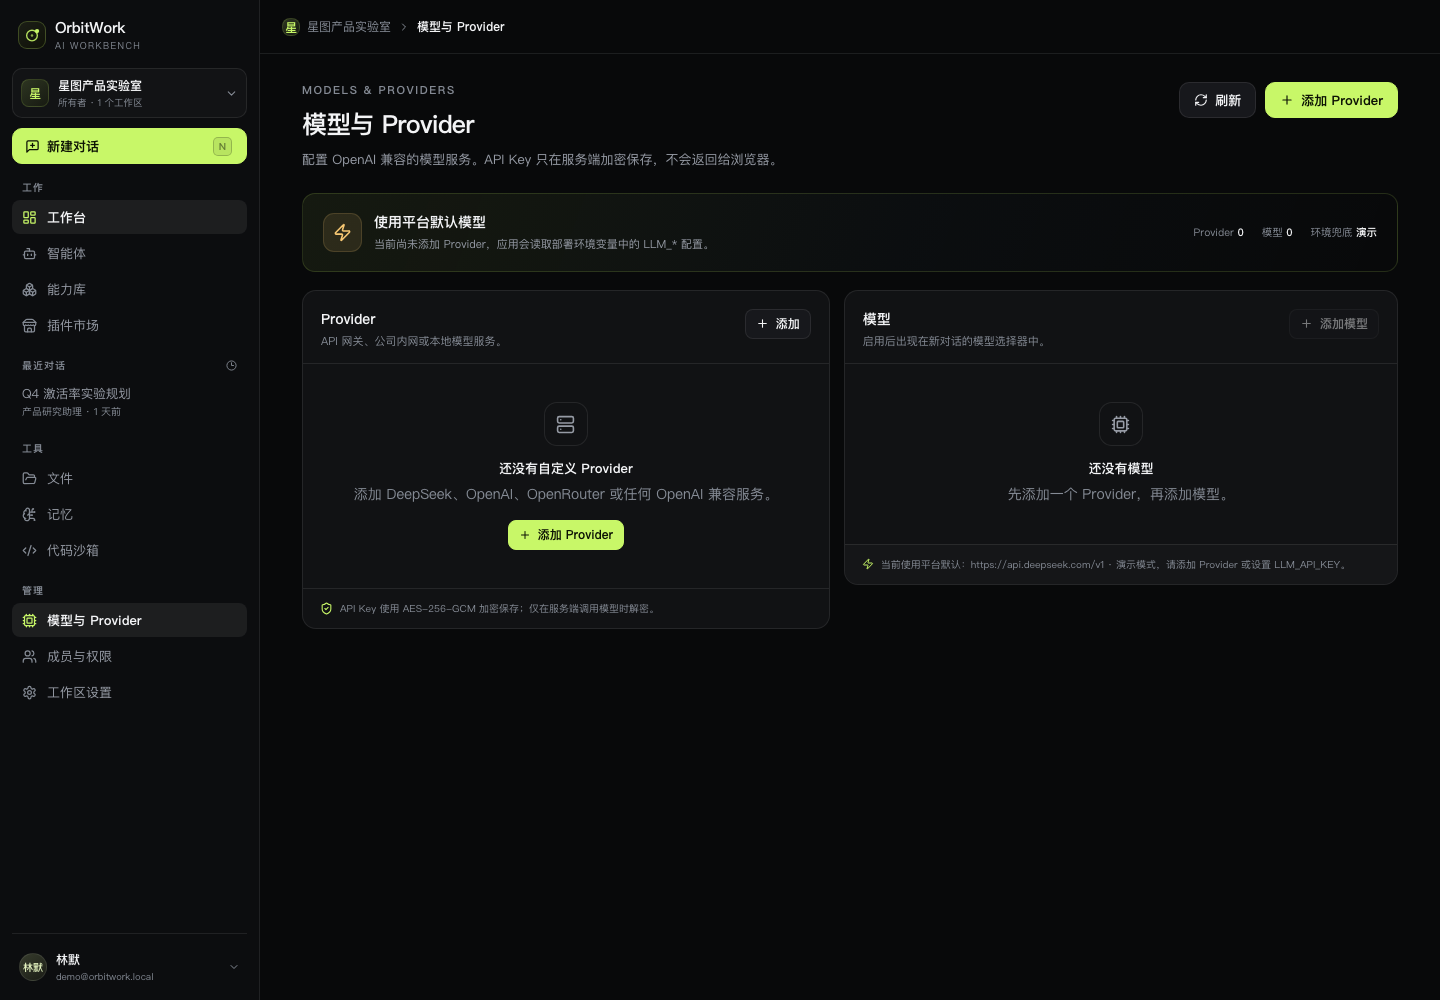 OrbitWork
AI WORKBENCH
星
星图产品实验室
所有者 · 1 个工作区
新建对话
N
工作
工作台
智能体
能力库
插件市场
最近对话
Q4 激活率实验规划
产品研究助理 · 1 天前
工具
文件
记忆
代码沙箱
管理
模型与 Provider
成员与权限
工作区设置
林默
林默
demo@orbitwork.local
星
星图产品实验室
模型与 Provider
MODELS & PROVIDERS
模型与 Provider
配置 OpenAI 兼容的模型服务。API Key 只在服务端加密保存，不会返回给浏览器。
刷新
添加 Provider
使用平台默认模型
当前尚未添加 Provider，应用会读取部署环境变量中的 LLM_* 配置。
Provider 0
模型 0
环境兜底 演示
Provider
API 网关、公司内网或本地模型服务。
添加
还没有自定义 Provider
添加 DeepSeek、OpenAI、OpenRouter 或任何 OpenAI 兼容服务。
添加 Provider
API Key 使用 AES-256-GCM 加密保存；仅在服务端调用模型时解密。
模型
启用后出现在新对话的模型选择器中。
添加模型
还没有模型
先添加一个 Provider，再添加模型。
当前使用平台默认：https://api.deepseek.com/v1 · 演示模式，请添加 Provider 或设置 LLM_API_KEY。